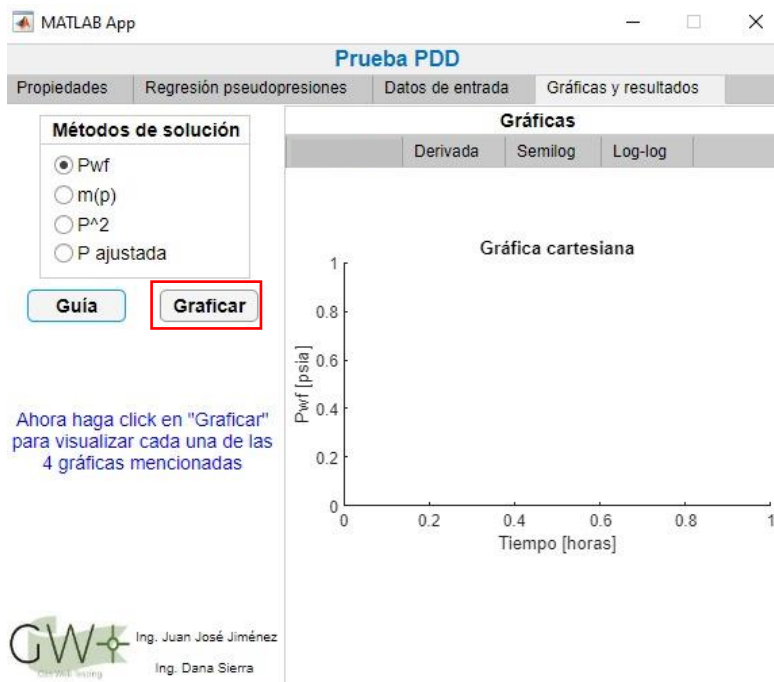 MATLAB App
Prueba PDD
Propiedades
Regresión pseudopresiones
Datos de entrada
Gráficas y resultados
Métodos de solución
Pwf
m(p)
P^2
P ajustada
Guía
Graficar
Ahora haga click en "Graficar"
para visualizar cada una de las
4 gráficas mencionadas
Gráficas
Derivada
Semilog
Log-log
Gráfica cartesiana
Pwf [psia]
1
0.8
0.6
0.4
0.2
0
0
0.2
0.4
0.6
0.8
1
Tiempo [horas]
GW
Gas Well Testing
Ing. Juan José Jiménez
Ing. Dana Sierra